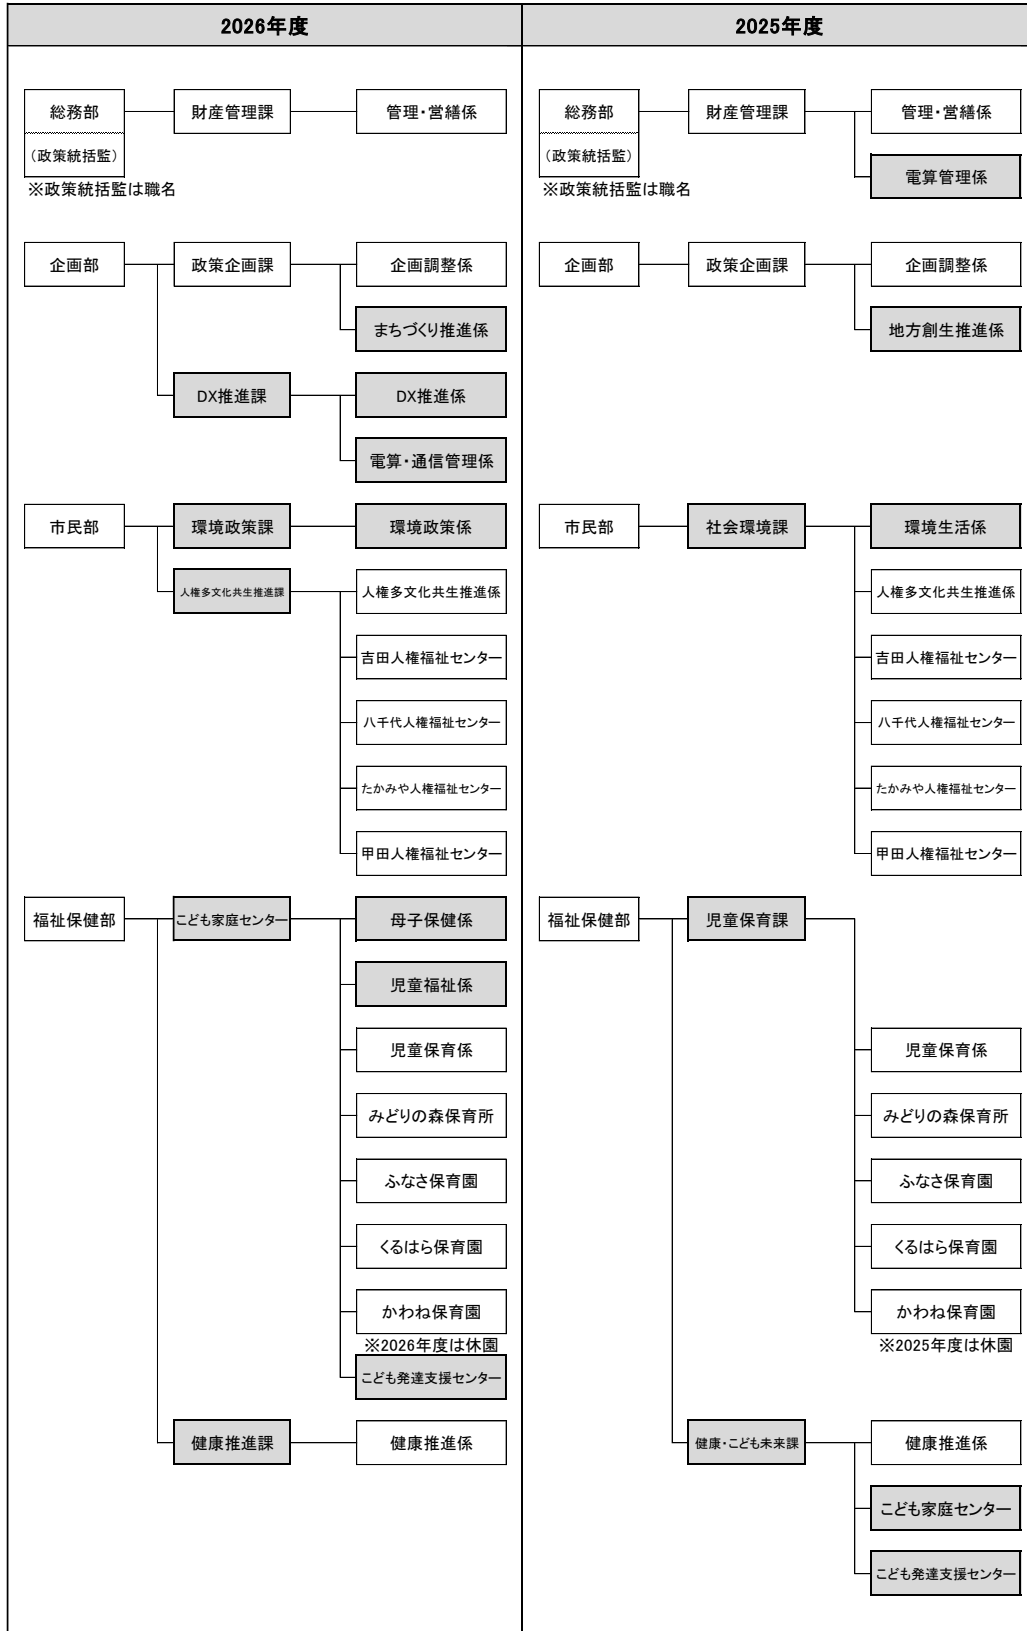 2026年度
2025年度
総務部
財産管理課
管理・営繕係
(政策統括監)
※政策統括監は職名
企画部
政策企画課
企画調整係
まちづくり推進係
DX推進課
DX推進係
電算・通信管理係
市民部
環境政策課
環境政策係
人権多文化共生推進課
人権多文化共生推進係
吉田人権福祉センター
八千代人権福祉センター
たかみや人権福祉センター
甲田人権福祉センター
福祉保健部
こども家庭センター
母子保健係
児童福祉係
児童保育係
みどりの森保育所
ふなさ保育園
くるはら保育園
かわね保育園
※2026年度は休園
こども発達支援センター
健康推進課
健康推進係
総務部
財産管理課
管理・営繕係
(政策統括監)
電算管理係
※政策統括監は職名
企画部
政策企画課
企画調整係
地方創生推進係
市民部
社会環境課
環境生活係
人権多文化共生推進係
吉田人権福祉センター
八千代人権福祉センター
たかみや人権福祉センター
甲田人権福祉センター
福祉保健部
児童保育課
児童保育係
みどりの森保育所
ふなさ保育園
くるはら保育園
かわね保育園
※2025年度は休園
健康・こども未来課
健康推進係
こども家庭センター
こども発達支援センター